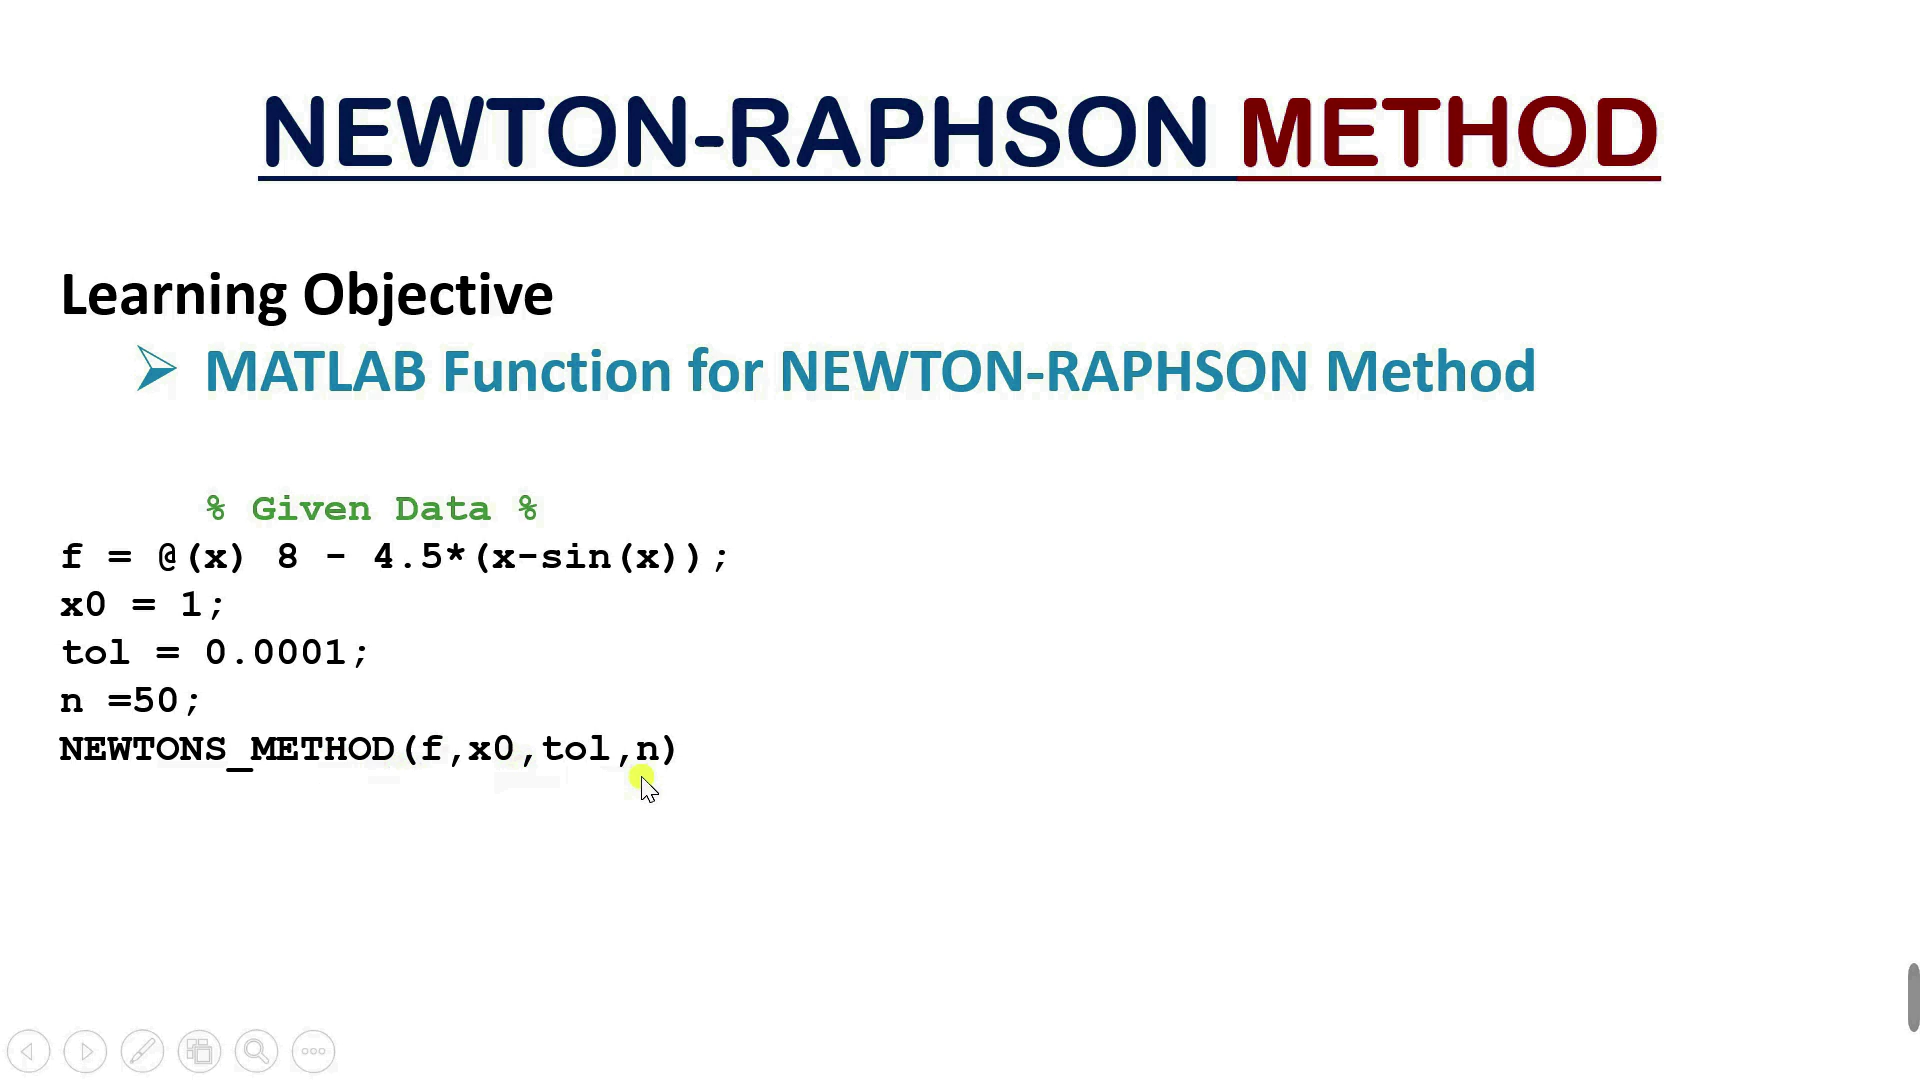 NEWTON-RAPHSON METHOD
Learning Objective
MATLAB Function for NEWTON-RAPHSON Method
% Given Data %
f = @(x) 8 - 4.5*(x-sin(x));
x0 = 1;
tol = 0.0001;
n =50;
NEWTONS_METHOD(f,x0,tol,n)